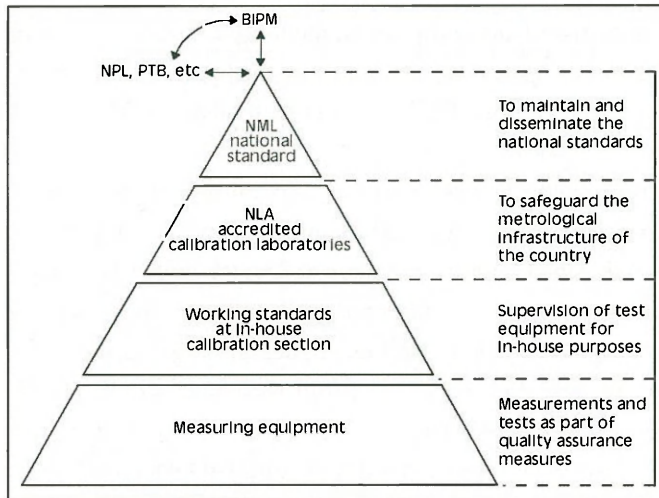 BIPM
NPL, PTB, etc
NML
national
standard
To maintain and
disseminate the
national standards
NLA
accredited
calibration laboratories
To safeguard the
metrological
infrastructure of
the country
Working standards
at in-house
calibration section
Supervision of test
equipment for
in-house purposes
Measuring equipment
Measurements and
tests as part of
quality assurance
measures